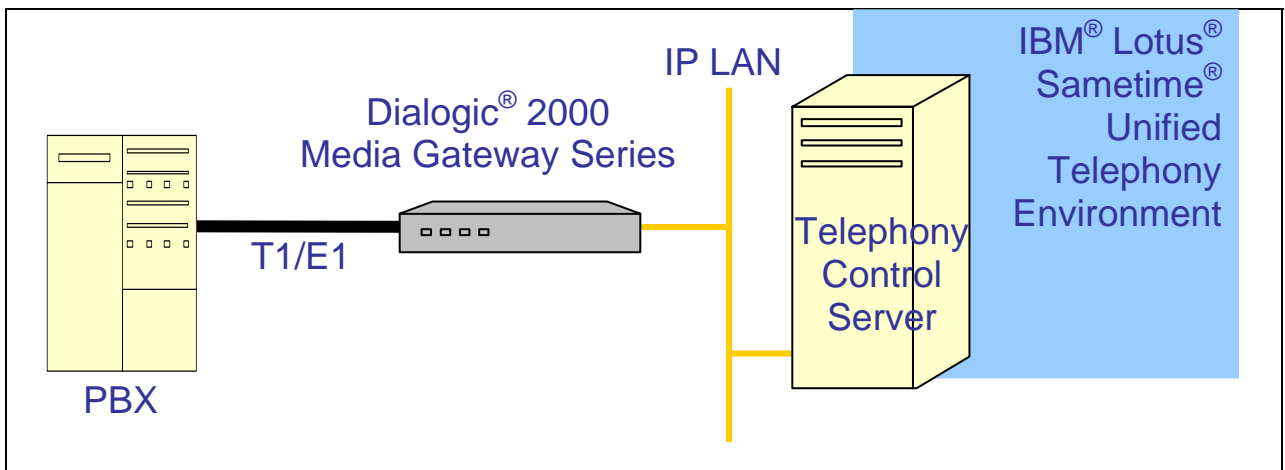 IBM® Lotus®
Sametime®
Unified
Telephony
Environment
IP LAN
Dialogic® 2000
Media Gateway Series
T1/E1
Telephony
Control
Server
PBX